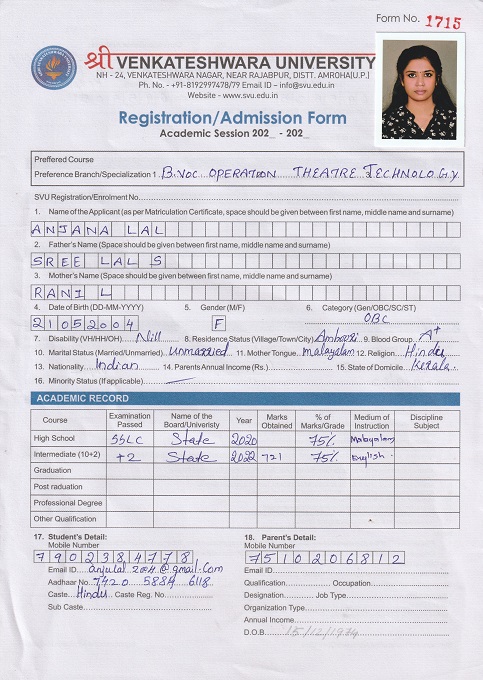 Form No. 1715
श्री VENKATESHWARA UNIVERSITY
NH - 24, VENKATESHWARA NAGAR, NEAR RAJABPUR, DISTT. AMROHA(U.P.)
Ph. No. - +91-8192997478/79 Email ID – info@svu.edu.in
Website - www.svu.edu.in
Registration/Admission Form
Academic Session 202_ - 202_
Preffered Course
Preference Branch/Specialization 1. B.VOC OPERATION THEATRE TECHNOLOGY
SVU Registration/Enrolment No.
1. Name of the Applicant (as per Matriculation Certificate, space should be given between first name, middle name and surname)
ANJANA LAL
2. Father's Name (Space should be given between first name, middle name and surname)
SREE LAL S
3. Mother's Name (Space should be given between first name, middle name and surname)
RANI L
4. Date of Birth (DD-MM-YYYY) 5. Gender (M/F) 6. Category (Gen/OBC/SC/ST)
21052004 F OBC
7. Disability (VH/HH/OH) Nill 8. Residence Status (Village/Town/City) 9. Blood Group A+
10. Marital Status (Married/Unmarried) Unmarried 11. Mother Tongue malayalam 12. Religion Hindu
13. Nationality Indian 14. Parents Annual Income (Rs.) 15. State of Domicile Kerala
16. Minority Status (If applicable)
ACADEMIC RECORD
Course Examination Passed Name of the Board/Univeristy Year Marks Obtained % of Marks/Grade Medium of Instruction Discipline Subject
High School SSLC State 2020 75% Malayalam
Intermediate (10+2) +2 State 2022 721 75% English
Graduation
Post raduation
Professional Degree
Other Qualification
17. Student's Detail: 18. Parent's Detail:
Mobile Number Mobile Number
7902384778 7510206812
Email ID anjulal2004@gmail.com Email ID
Aadhaar No. 7420 5884 6118 Qualification Occupation
Caste Hindu Caste Reg. No. Designation Job Type
Sub Caste Organization Type
Annual Income
D.O.B 15/12/1974